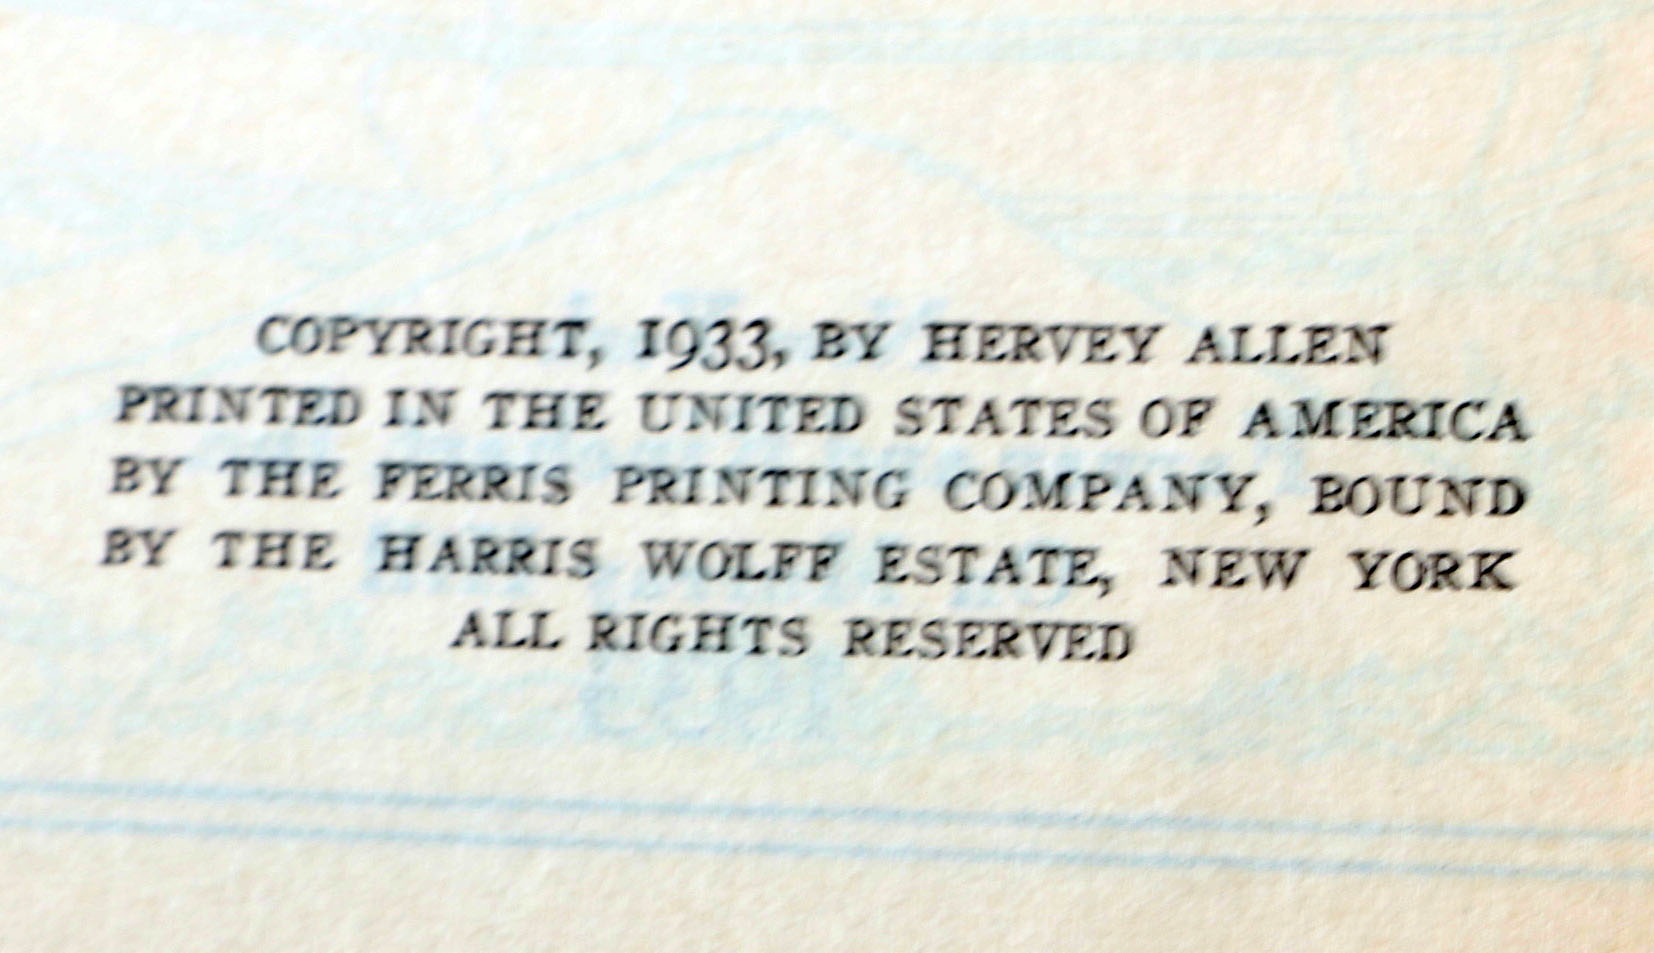 COPYRIGHT, 1933, BY HERVEY ALLEN
PRINTED IN THE UNITED STATES OF AMERICA
BY THE FERRIS PRINTING COMPANY, BOUND
BY THE HARRIS WOLFF ESTATE, NEW YORK
ALL RIGHTS RESERVED